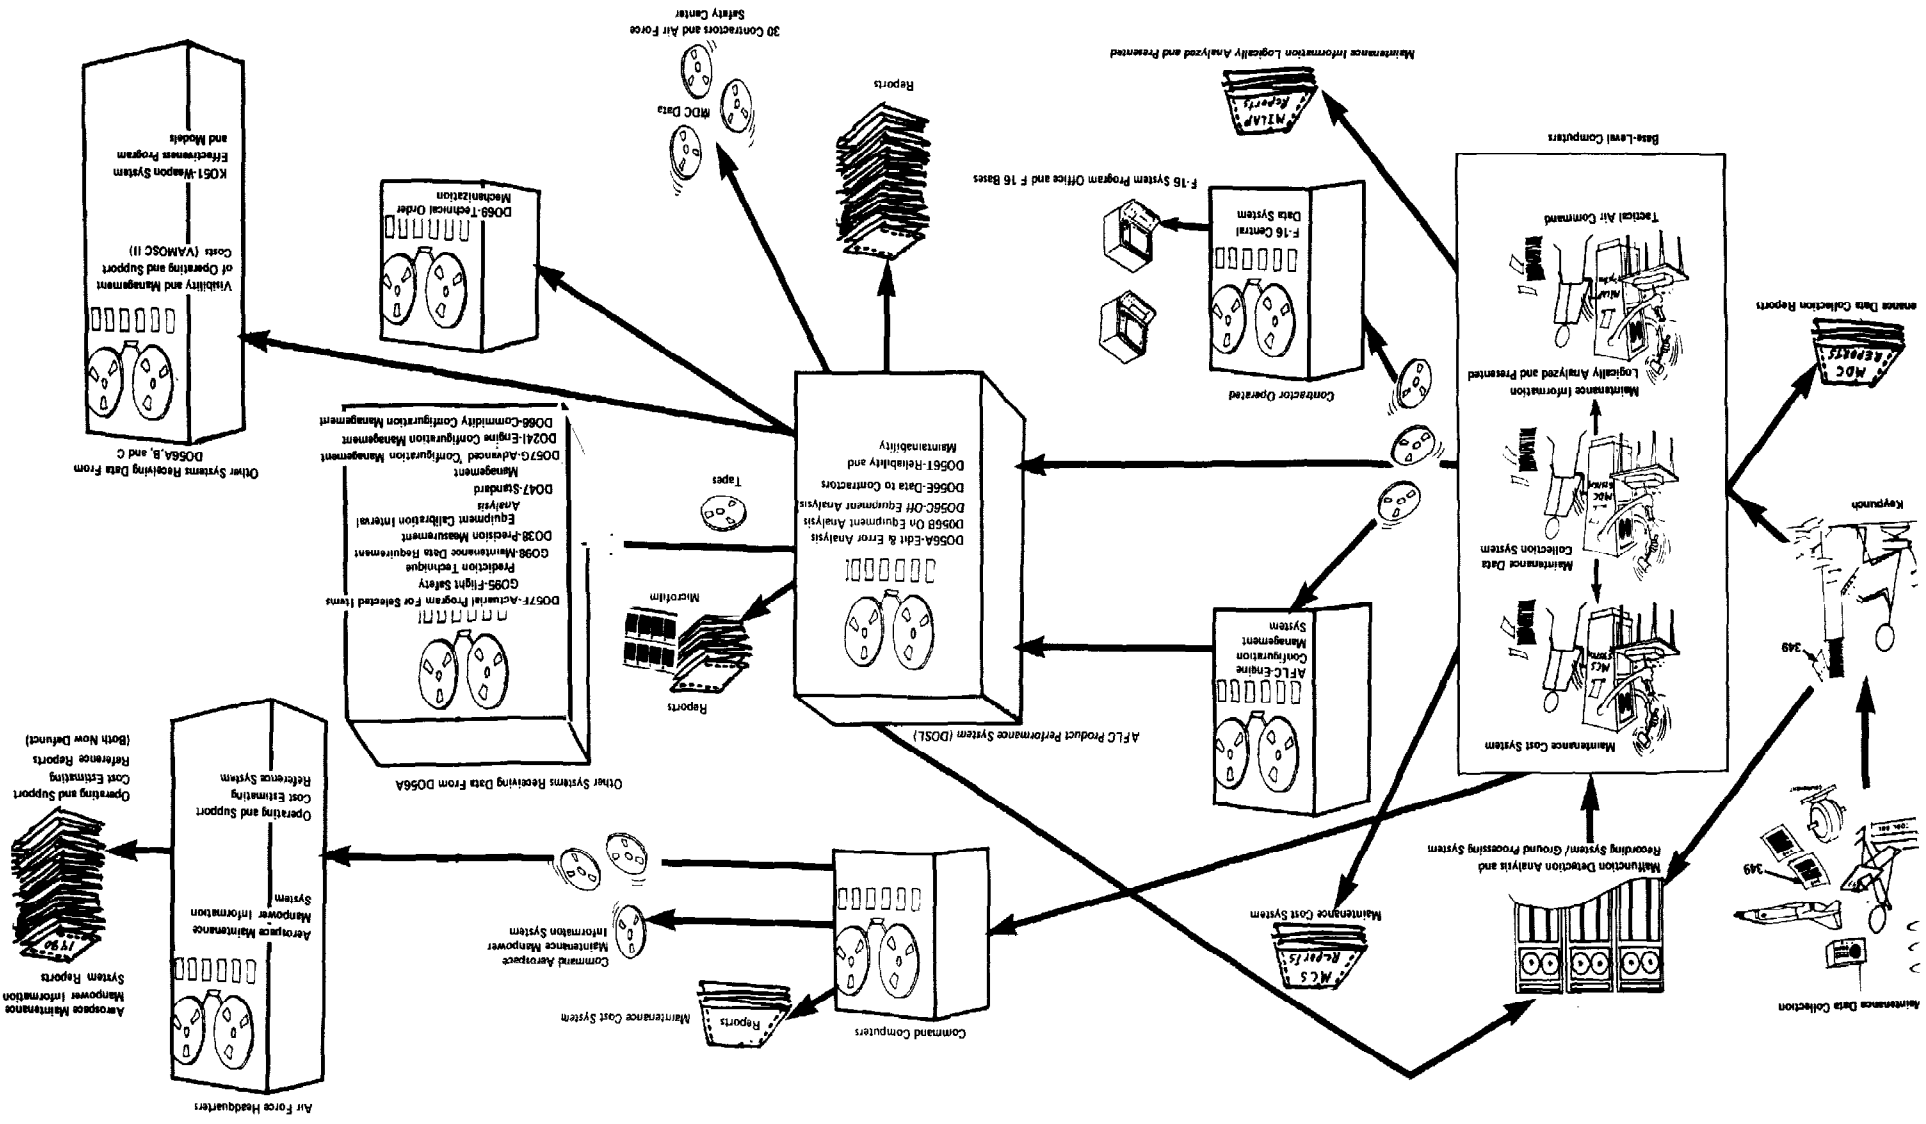 Maintenance Data Collection
349
349
Keypunch
MDC
REPORTS
Data Collection Reports
Malfunction Detection Analysis and
Recording System/Ground Processing System
Maintenance Cost System
MCS
Maintenance Data
Collection System
MDC
Maintenance Information
Logically Analyzed and Presented
MILAP
Tactical Air Command
Base-Level Computers
MCS
Reports
Maintenance Cost System
MILAP
Reports
Maintenance Information Logically Analyzed and Presented
AFLC-Engine
Configuration
Management
System
Contractor Operated
F-16 Central
Data System
F-16 System Program Office and F 16 Bases
Command Computers
Reports
Maintenance Cost System
Command Aerospace
Maintenance Manpower
Information System
AFLC Product Performance System (DOSL)
DO56A-Edit & Error Analysis
DO56B On Equipment Analysis
DO56C-Off Equipment Analysis
DO56E-Data to Contractors
DO56T-Reliability and
Maintainability
Reports
Reports
Microfilm
Tapes
MDC Data
30 Contractors and Air Force
Safety Center
Other Systems Receiving Data From DO56A
DO57F-Actuarial Program For Selected Items
GO95-Flight Safety
Prediction Technique
GO98-Maintenance Data Requirement
DO38-Precision Measurement
Equipment Calibration Interval
Analysis
DO47-Standard
Management
DO57G-Advanced Configuration Management
DO24I-Engine Configuration Management
DO66-Commidity Configuration Management
DO69-Technical Order
Mechanization
Air Force Headquarters
Aerospace Maintenance
Manpower Information
System
Operating and Support
Cost Estimating
Reference System
Aerospace Maintenance
Manpower Information
System Reports
1980
Operating and Support
Cost Estimating
Reference Reports
(Both Now Defunct)
Other Systems Receiving Data From
DO56A, B, and C
Visibility and Management
of Operating and Support
Costs (VAMOSC II)
KO51-Weapon System
Effectiveness Program
and Models